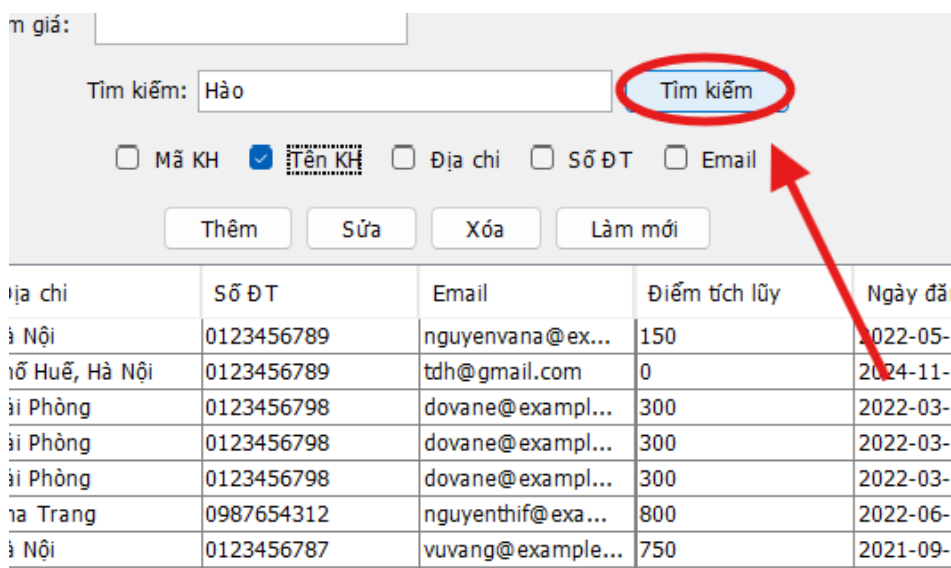 m giá:
Tìm kiếm: Hào Tìm kiếm
Mã KH Tên KH Địa chỉ Số ĐT Email
Thêm Sửa Xóa Làm mới
Địa chỉ Số ĐT Email Điểm tích lũy Ngày đă
à Nội 0123456789 nguyenvana@ex... 150 2022-05-
hố Huế, Hà Nội 0123456789 tdh@gmail.com 0 2024-11-
ải Phòng 0123456798 dovane@exampl... 300 2022-03-
ải Phòng 0123456798 dovane@exampl... 300 2022-03-
ải Phòng 0123456798 dovane@exampl... 300 2022-03-
ha Trang 0987654312 nguyenthif@exa... 800 2022-06-
à Nội 0123456787 vuvang@example... 750 2021-09-